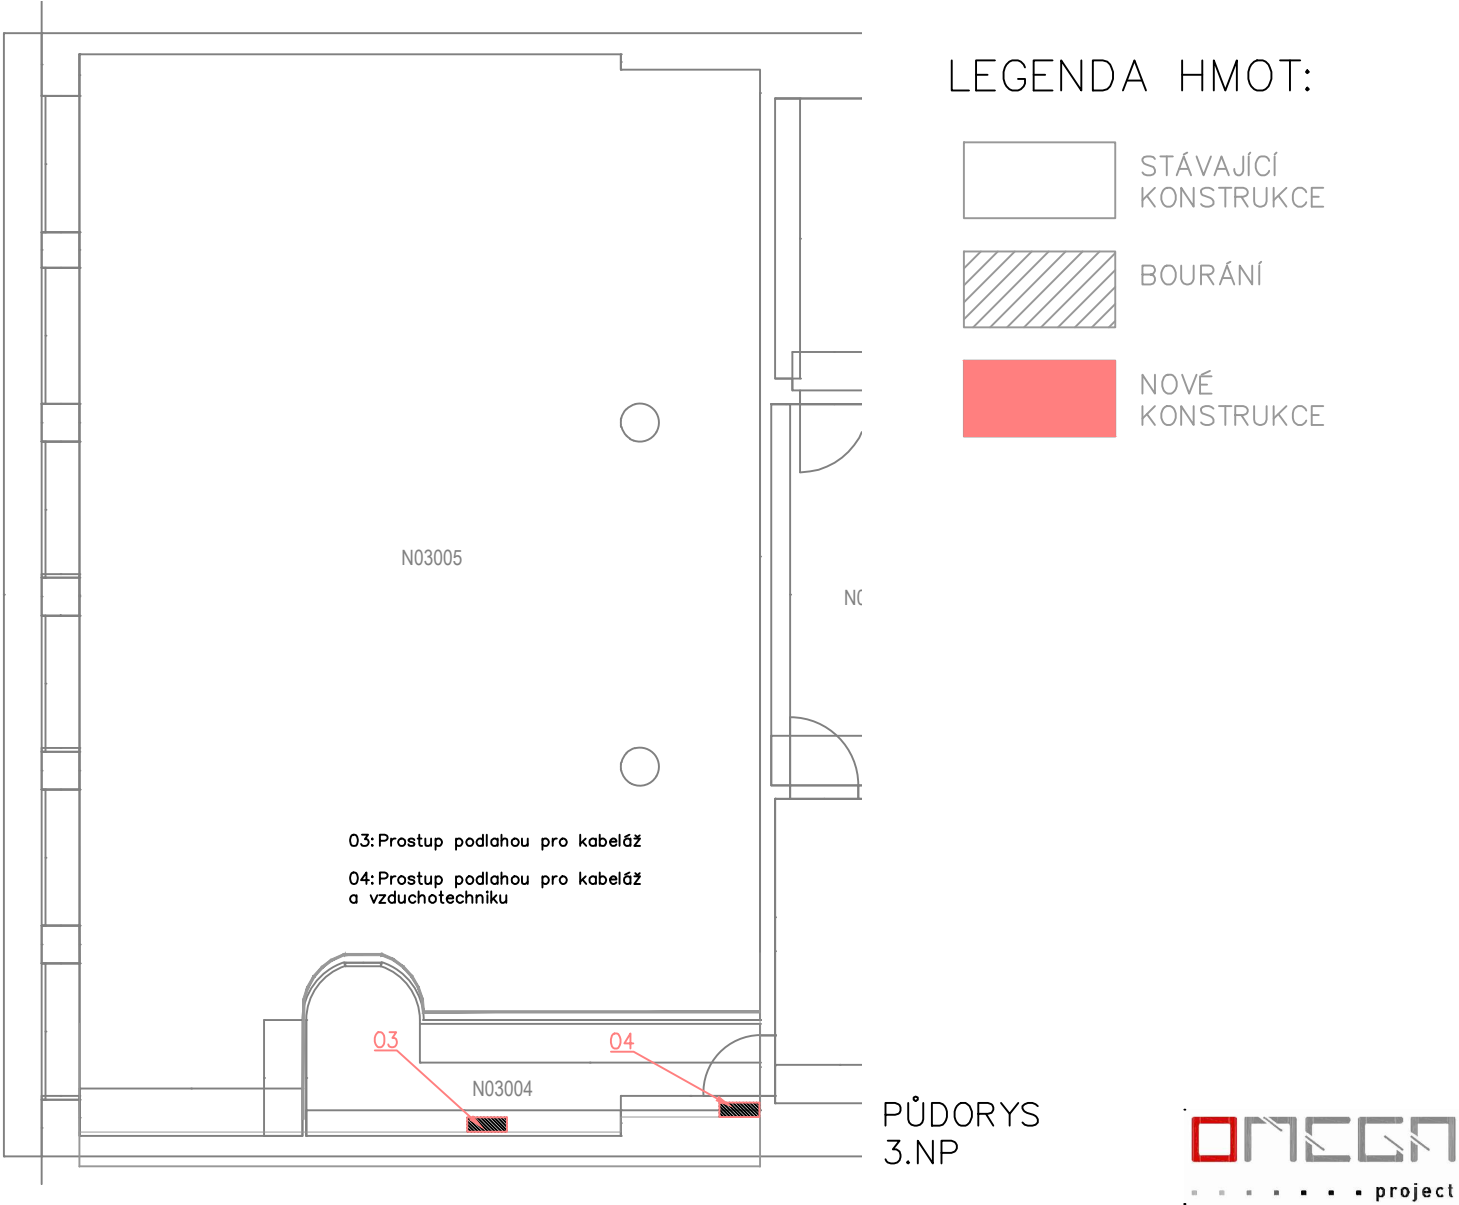 LEGENDA HMOT:
STÁVAJÍCÍ
KONSTRUKCE
BOURÁNÍ
NOVÉ
KONSTRUKCE
N03005
03:Prostup podlahou pro kabeláž
04:Prostup podlahou pro kabeláž
a vzduchotechniku
03
04
N03004
PŮDORYS
3.NP
OMEGA
project